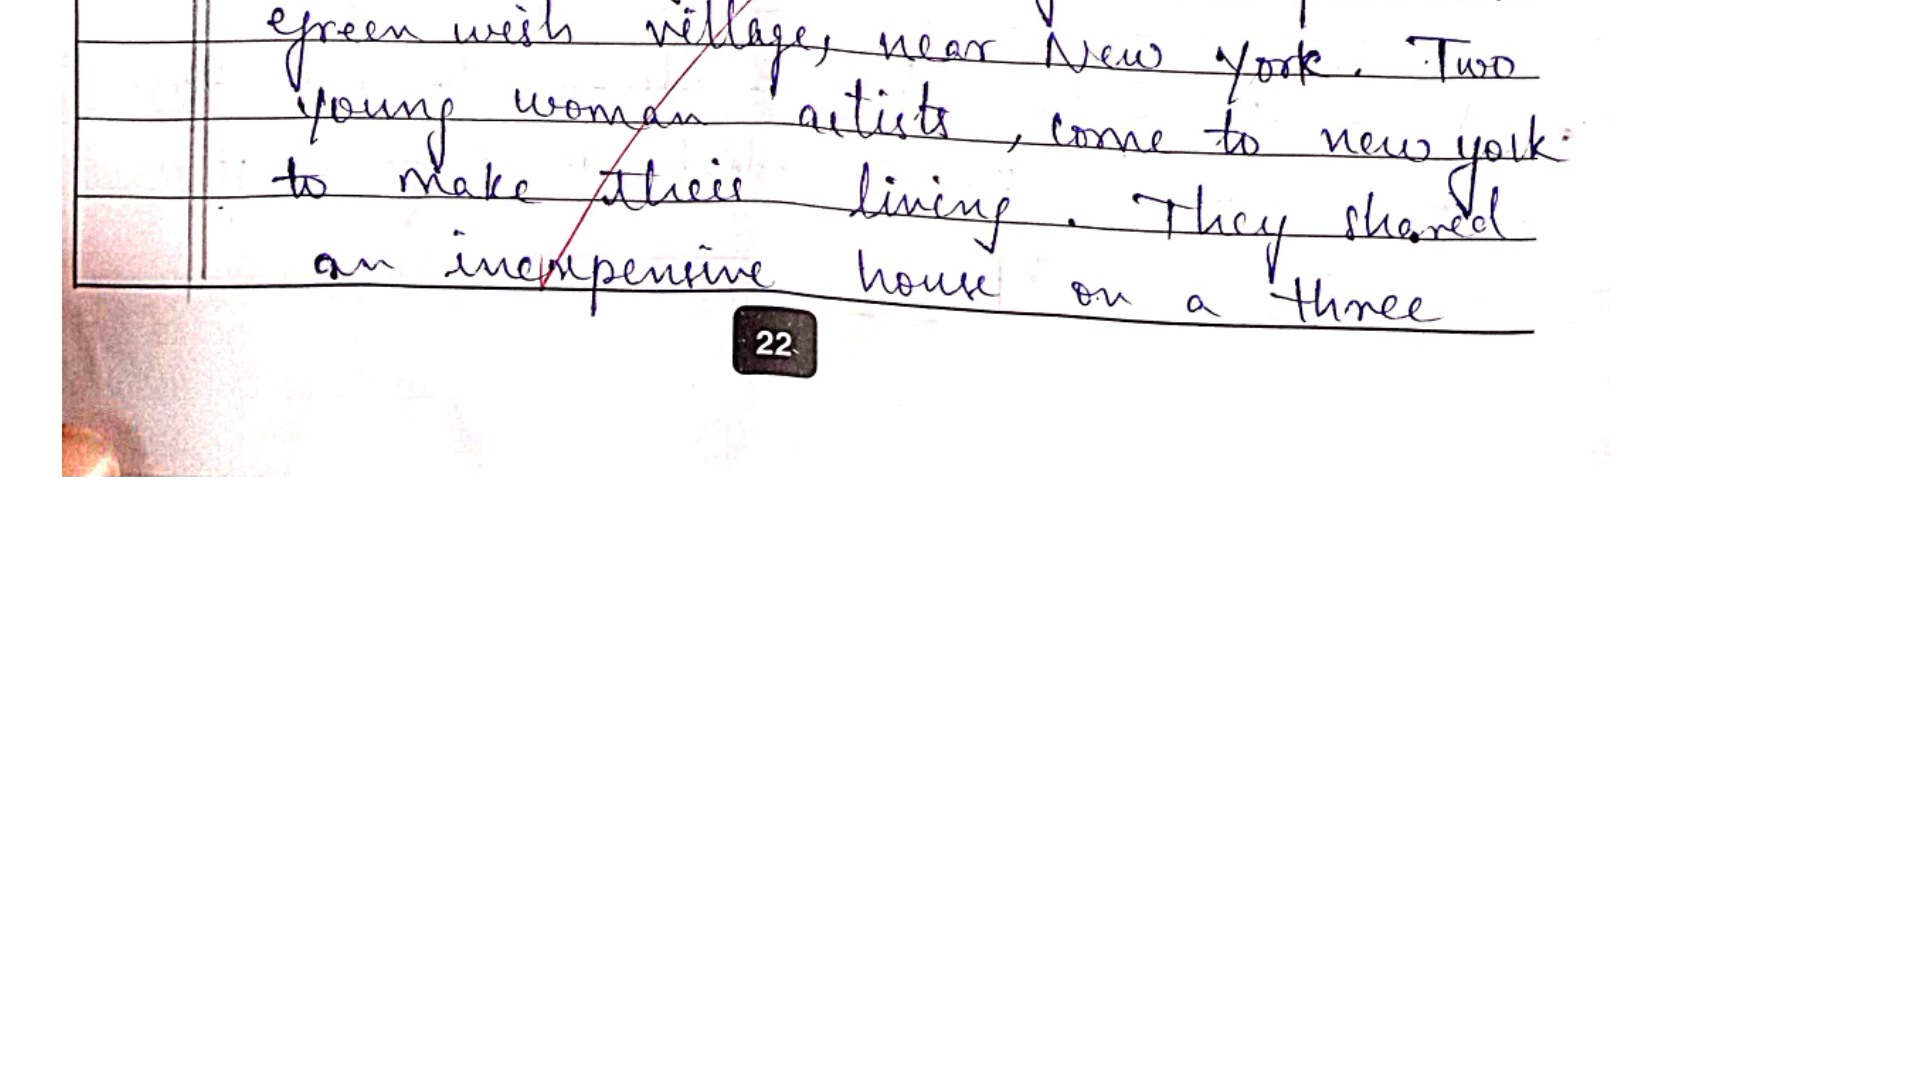 Green wish village, near New York. Two
young woman artists, come to new york
to make their living. They shared
an inexpensive house on a three
22